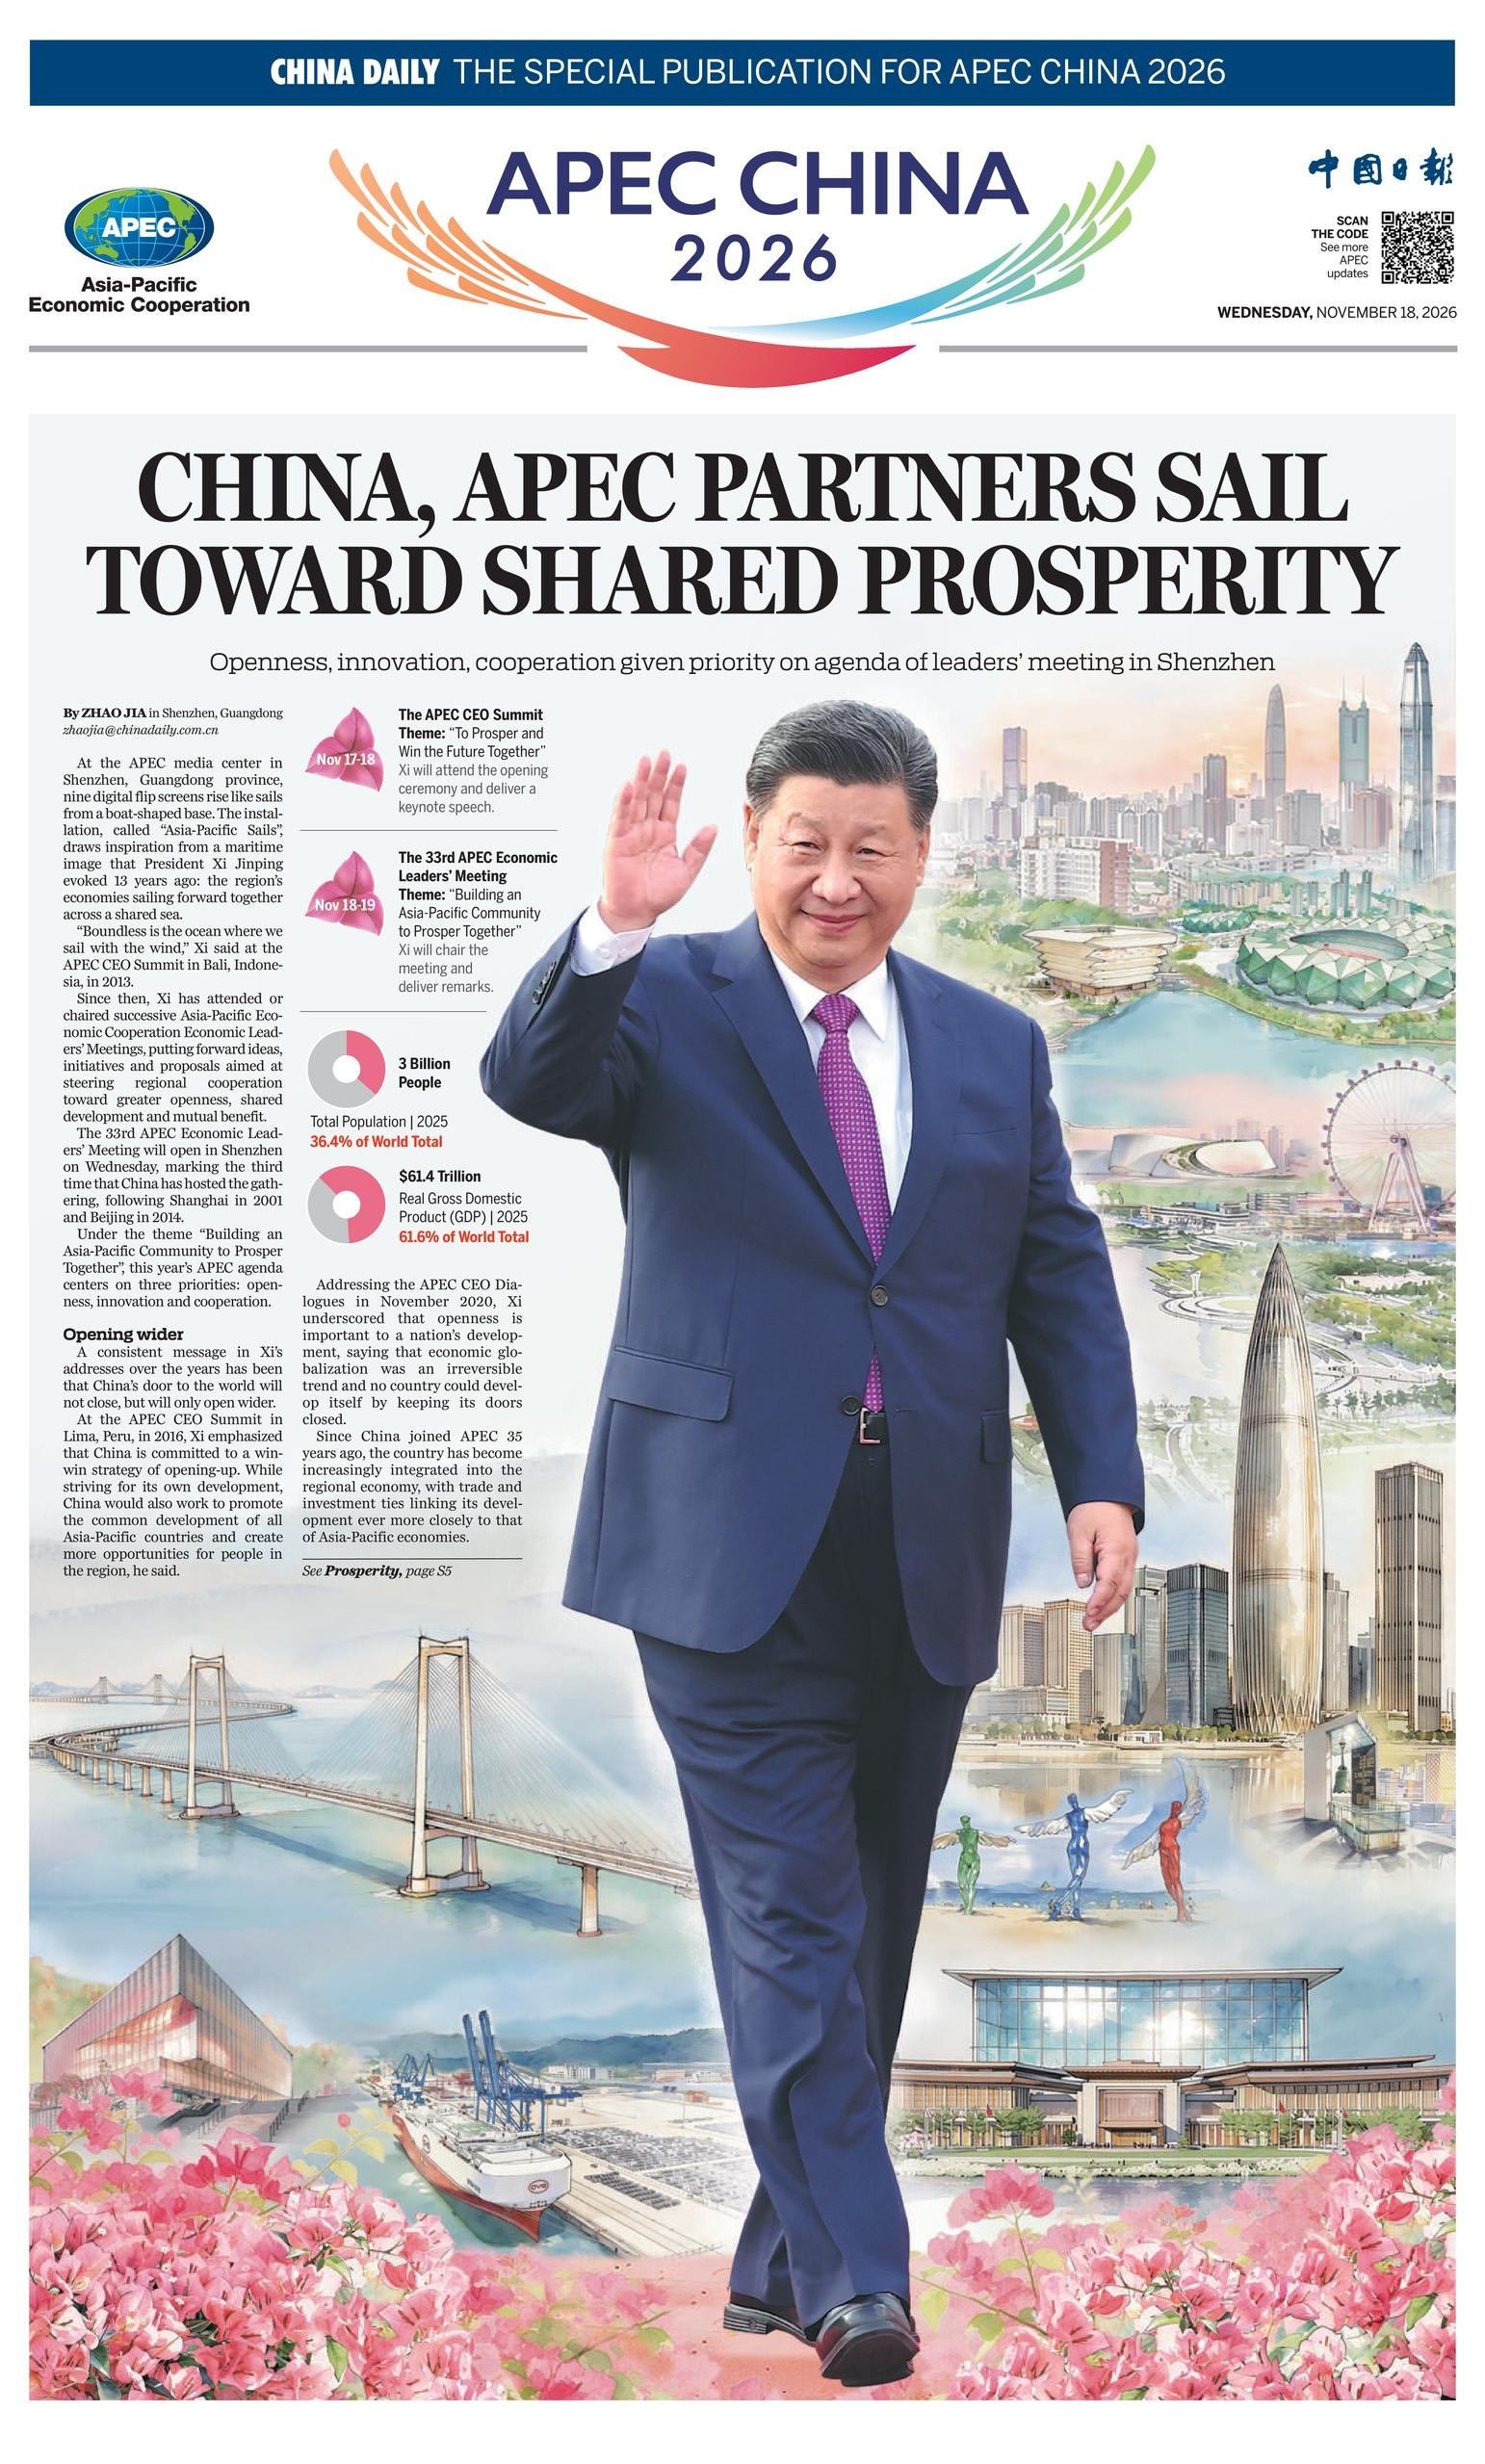 CHINA DAILY THE SPECIAL PUBLICATION FOR APEC CHINA 2026
APEC
Asia-Pacific
Economic Cooperation
APEC CHINA
2026
中國日報
SCAN
THE CODE
See more
APEC
updates
WEDNESDAY, NOVEMBER 18, 2026
CHINA, APEC PARTNERS SAIL
TOWARD SHARED PROSPERITY
Openness, innovation, cooperation given priority on agenda of leaders’ meeting in Shenzhen
By ZHAO JIA in Shenzhen, Guangdong
zhaojia@chinadaily.com.cn
At the APEC media center in
Shenzhen, Guangdong province,
nine digital flip screens rise like sails
from a boat-shaped base. The instal-
lation, called “Asia-Pacific Sails”,
draws inspiration from a maritime
image that President Xi Jinping
evoked 13 years ago: the region’s
economies sailing forward together
across a shared sea.
“Boundless is the ocean where we
sail with the wind,” Xi said at the
APEC CEO Summit in Bali, Indone-
sia, in 2013.
Since then, Xi has attended or
chaired successive Asia-Pacific Eco-
nomic Cooperation Economic Lead-
ers’ Meetings, putting forward ideas,
initiatives and proposals aimed at
steering regional cooperation
toward greater openness, shared
development and mutual benefit.
The 33rd APEC Economic Lead-
ers’ Meeting will open in Shenzhen
on Wednesday, marking the third
time that China has hosted the gath-
ering, following Shanghai in 2001
and Beijing in 2014.
Under the theme “Building an
Asia-Pacific Community to Prosper
Together”, this year’s APEC agenda
centers on three priorities: open-
ness, innovation and cooperation.
Opening wider
A consistent message in Xi’s
addresses over the years has been
that China’s door to the world will
not close, but will only open wider.
At the APEC CEO Summit in
Lima, Peru, in 2016, Xi emphasized
that China is committed to a win-
win strategy of opening-up. While
striving for its own development,
China would also work to promote
the common development of all
Asia-Pacific countries and create
more opportunities for people in
the region, he said.
Nov 17-18
The APEC CEO Summit
Theme: “To Prosper and
Win the Future Together”
Xi will attend the opening
ceremony and deliver a
keynote speech.
Nov 18-19
The 33rd APEC Economic
Leaders’ Meeting
Theme: “Building an
Asia-Pacific Community
to Prosper Together”
Xi will chair the
meeting and
deliver remarks.
3 Billion
People
Total Population | 2025
36.4% of World Total
$61.4 Trillion
Real Gross Domestic
Product (GDP) | 2025
61.6% of World Total
Addressing the APEC CEO Dia-
logues in November 2020, Xi
underscored that openness is
important to a nation’s develop-
ment, saying that economic glo-
balization was an irreversible
trend and no country could devel-
op itself by keeping its doors
closed.
Since China joined APEC 35
years ago, the country has become
increasingly integrated into the
regional economy, with trade and
investment ties linking its devel-
opment ever more closely to that
of Asia-Pacific economies.
See Prosperity, page S5
BYD